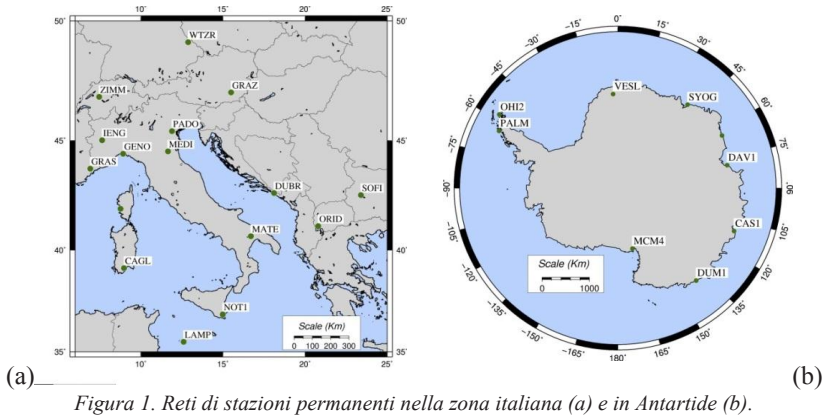 10˚ 15˚ 20˚ 25˚
50˚ 50˚
WTZR
ZIMM
GRAZ
PADO
IENG
45˚ 45˚
GENO
MEDI
GRAS
DUBR
SOFI
ORID
MATE
40˚ 40˚
CAGL
NOT1
LAMP
Scale (Km)
0 100 200 300
35˚ 35˚
10˚ 15˚ 20˚ 25˚
−15˚ 0˚ 15˚
−30˚ 30˚
−45˚ 45˚
−60˚ 60˚
−75˚ 75˚
−90˚ 90˚
−105˚ 105˚
−120˚ 120˚
−135˚ 135˚
−150˚ 150˚
−165˚ 180˚ 165˚
VESL
SYOG
OHI2
PALM
DAV1
CAS1
MCM4
DUM1
Scale (Km)
0 1000
(a) (b)
Figura 1. Reti di stazioni permanenti nella zona italiana (a) e in Antartide (b).